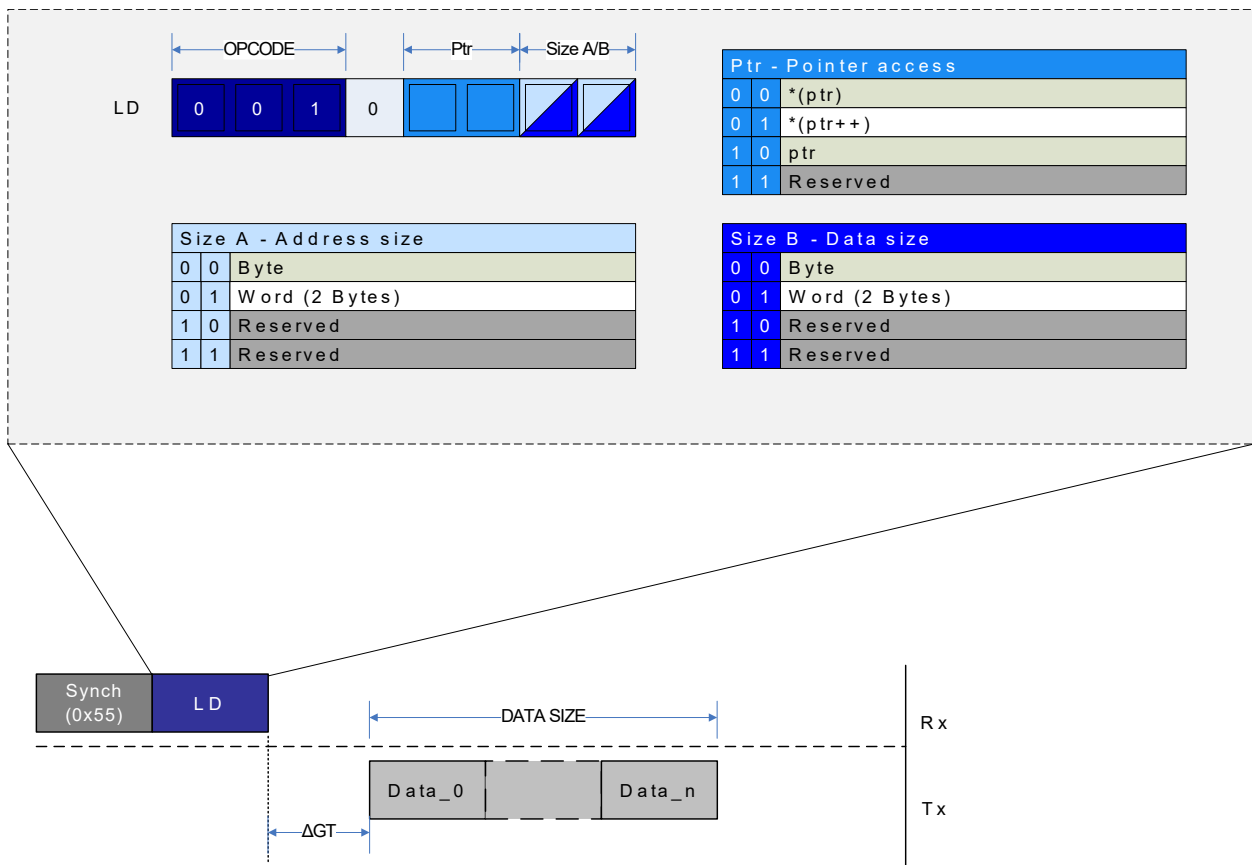 OPCODE Ptr Size A/B
LD 0 0 1 0
Ptr - Pointer access
0 0 *(ptr)
0 1 *(ptr++)
1 0 ptr
1 1 Reserved
Size A - Address size
0 0 Byte
0 1 Word (2 Bytes)
1 0 Reserved
1 1 Reserved
Size B - Data size
0 0 Byte
0 1 Word (2 Bytes)
1 0 Reserved
1 1 Reserved
Synch
(0x55)
LD
DATA SIZE
Rx
Data_0 Data_n
Tx
ΔGT